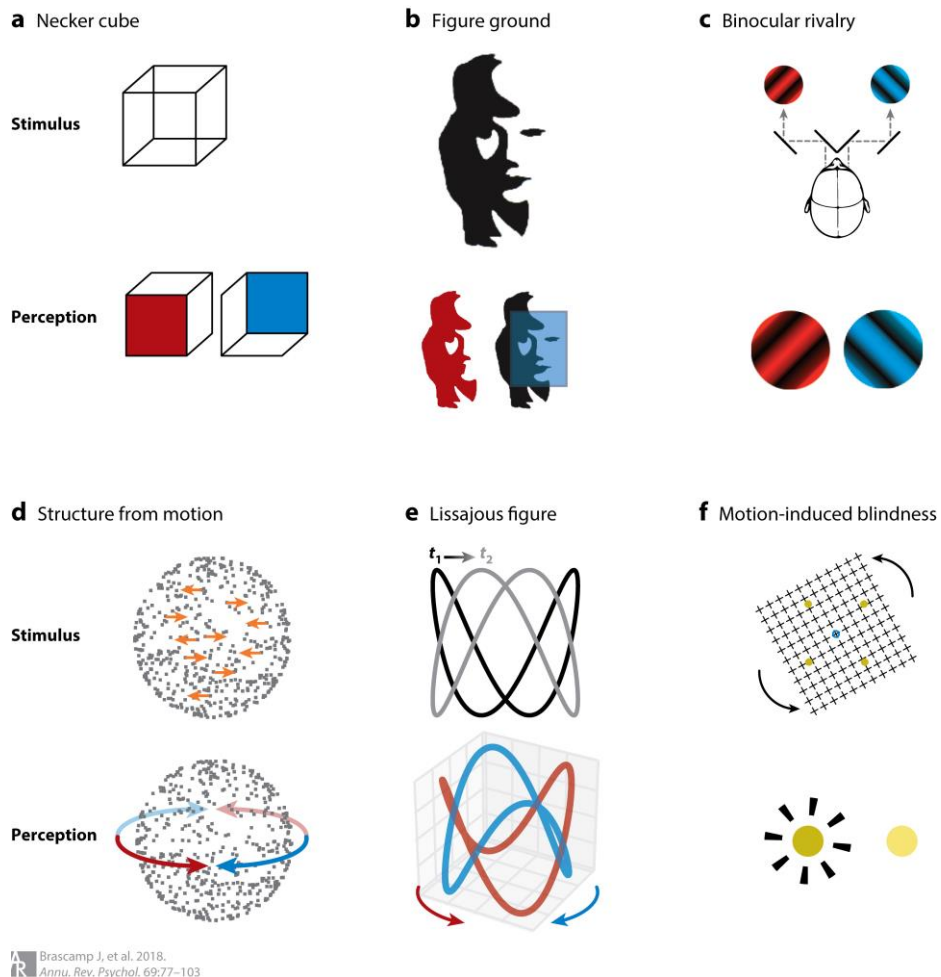 a Necker cube
b Figure ground
c Binocular rivalry
Stimulus
Perception
d Structure from motion
e Lissajous figure
f Motion-induced blindness
t1 t2
Stimulus
Perception
AR Brascamp J, et al. 2018.
Annu. Rev. Psychol. 69:77–103